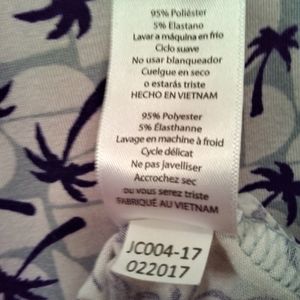 95% Poliéster
5% Elastano
Lavar a máquina en frío
Ciclo suave
No usar blanqueador
Cuelgue en seco
o estarás triste
HECHO EN VIETNAM
95% Polyester
5% Élasthanne
Lavage en machine à froid
Cycle délicat
Ne pas javelliser
Accrochez sec
ou vous serez triste
FABRIQUÉ AU VIETNAM
JC004-17
022017